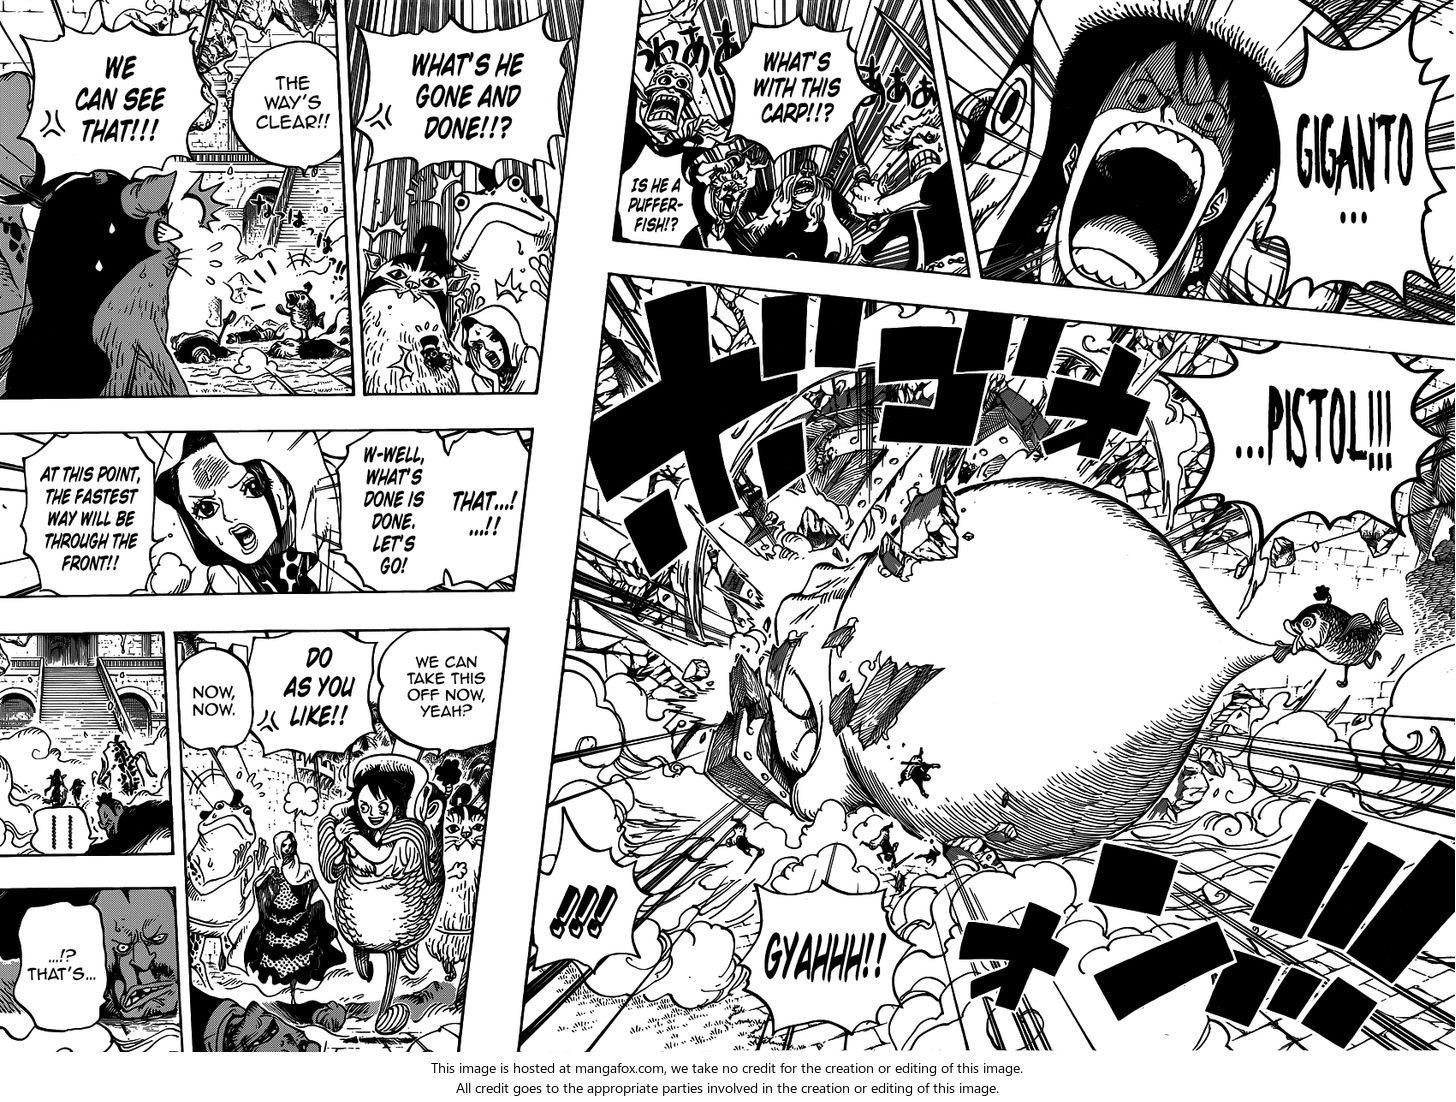 GIGANTO
...
WHAT'S
WITH THIS
CARP!!?
IS HE A
PUFFER-
FISH!?
...PISTOL!!!
GYAHHH!!
!!!
WHAT'S HE
GONE AND
DONE!!?
THE
WAY'S
CLEAR!!
WE
CAN SEE
THAT!!!
THAT...!
...!!
W-WELL,
WHAT'S
DONE IS
DONE.
LET'S
GO!
AT THIS POINT,
THE FASTEST
WAY WILL BE
THROUGH THE
FRONT!!
WE CAN
TAKE THIS
OFF NOW,
YEAH?
DO
AS YOU
LIKE!!
NOW,
NOW.
...!?
THAT'S...
This image is hosted at mangafox.com, we take no credit for the creation or editing of this image.
All credit goes to the appropriate parties involved in the creation or editing of this image.